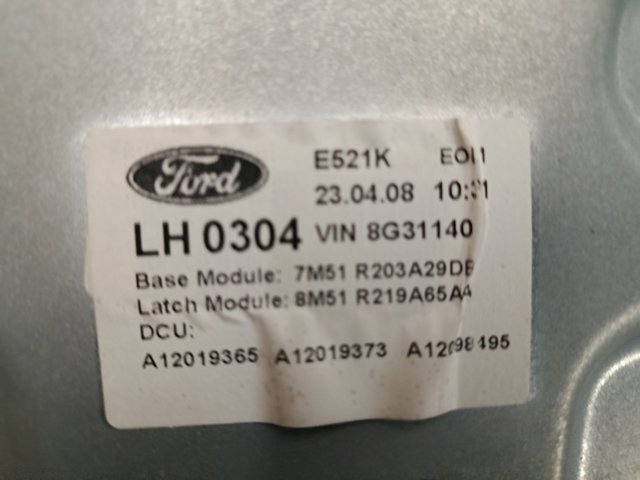 Ford
E521K
23.04.08
LH 0304 VIN 8G31140
Base Module: 7M51
Latch Module: 8M51 R219A65AA
DCU:
A12019365 A12019373